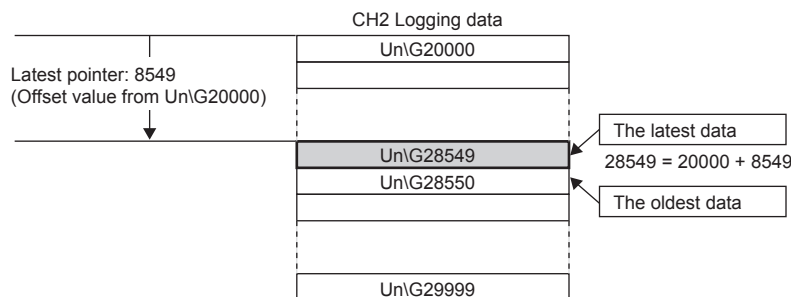 CH2 Logging data
Un\G20000
Latest pointer: 8549
(Offset value from Un\G20000)
The latest data
Un\G28549
28549 = 20000 + 8549
Un\G28550
The oldest data
Un\G29999